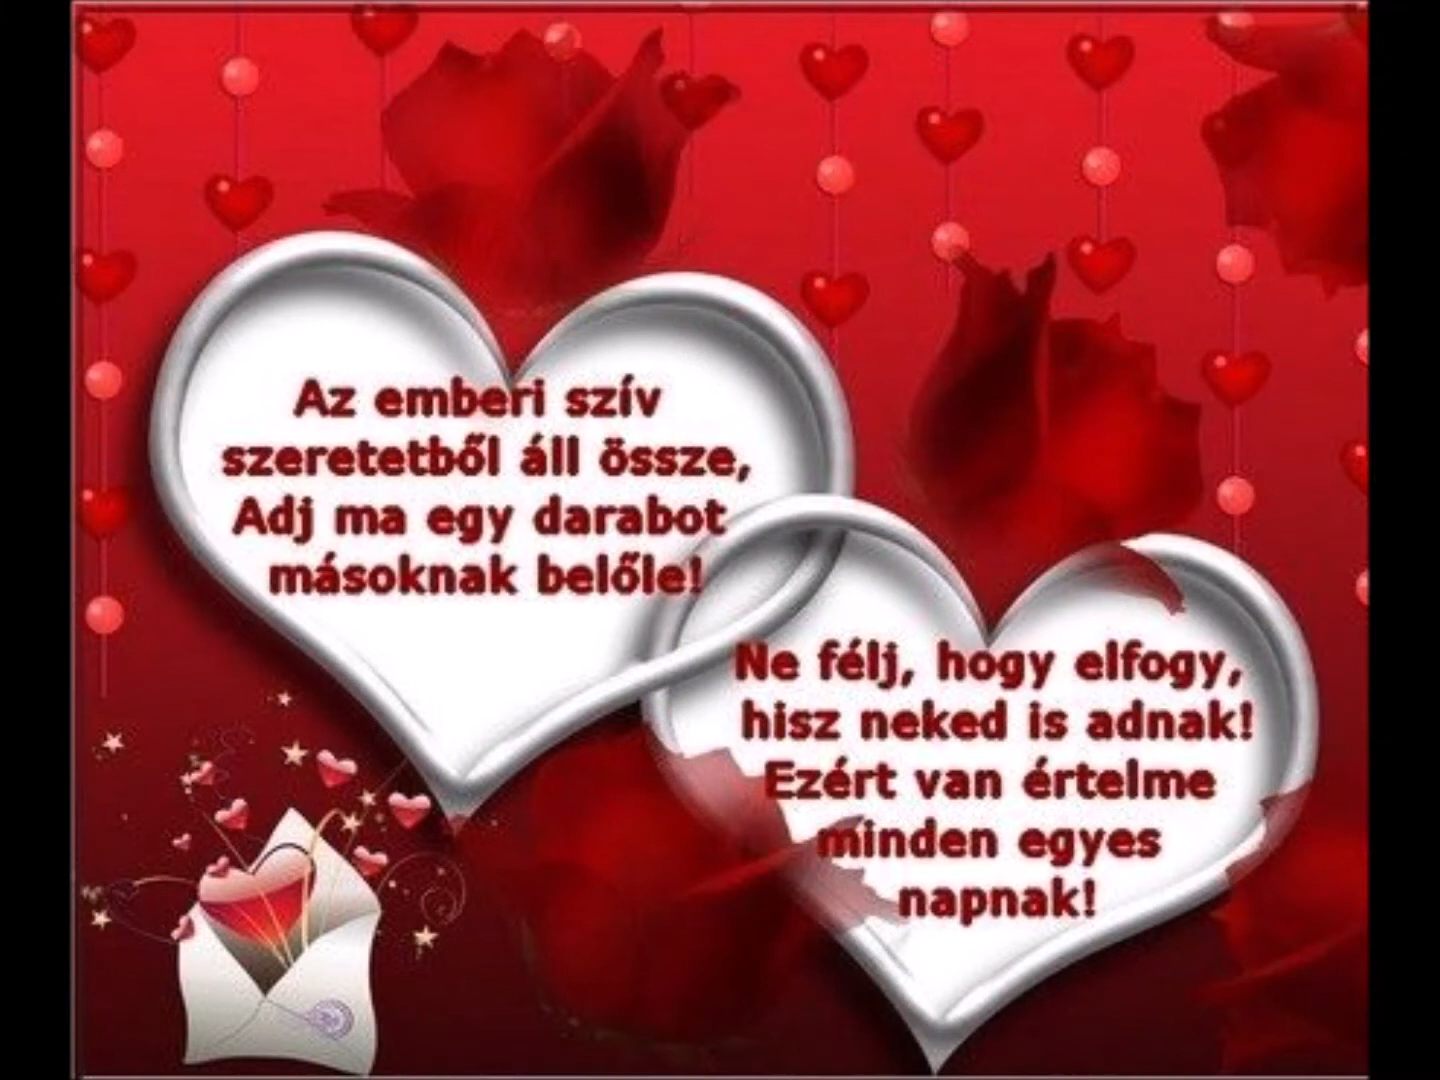 Az emberi szív
szeretetből áll össze,
Adj ma egy darabot
másoknak belőle!
Ne félj, hogy elfogy,
hisz neked is adnak!
Ezért van értelme
minden egyes
napnak!